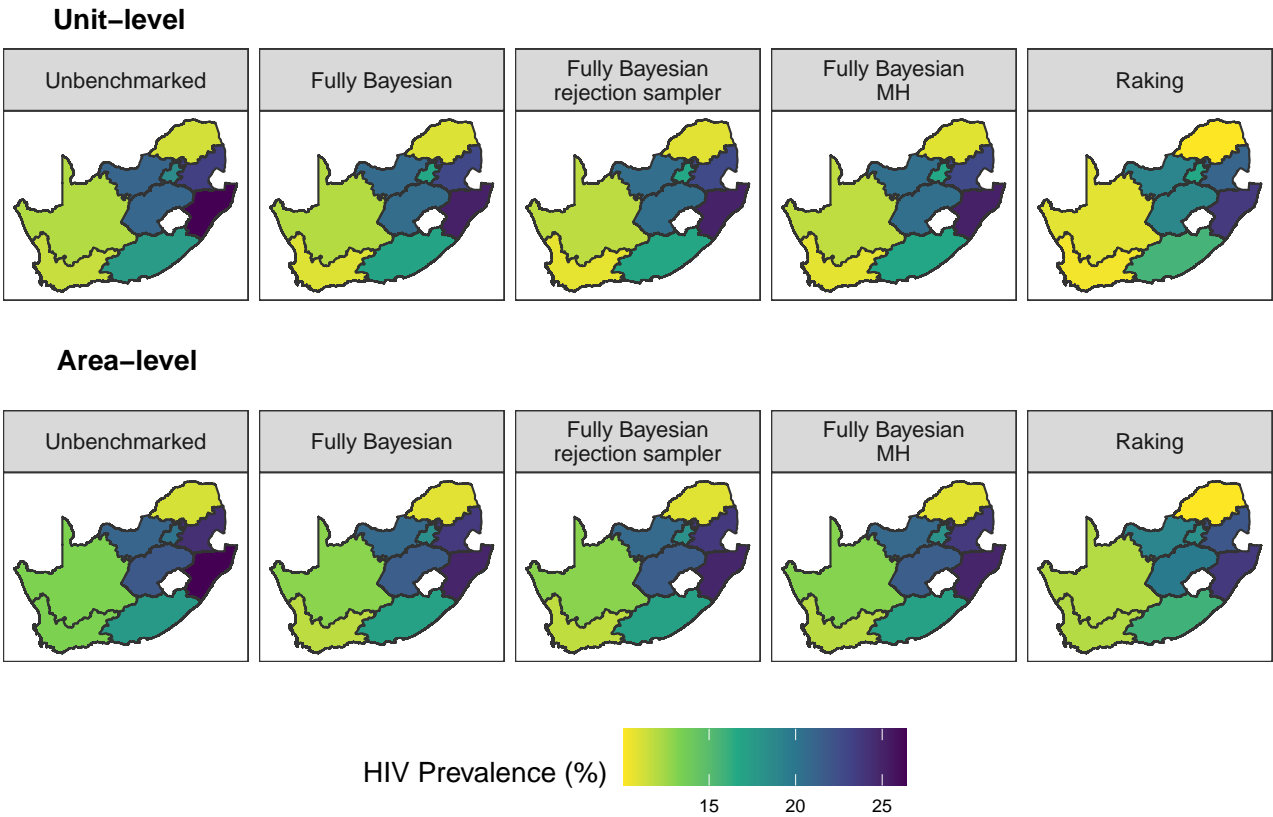 Unit−level
Unbenchmarked
Fully Bayesian
Fully Bayesian
rejection sampler
Fully Bayesian
MH
Raking
Area−level
Unbenchmarked
Fully Bayesian
Fully Bayesian
rejection sampler
Fully Bayesian
MH
Raking
HIV Prevalence (%)
15
20
25